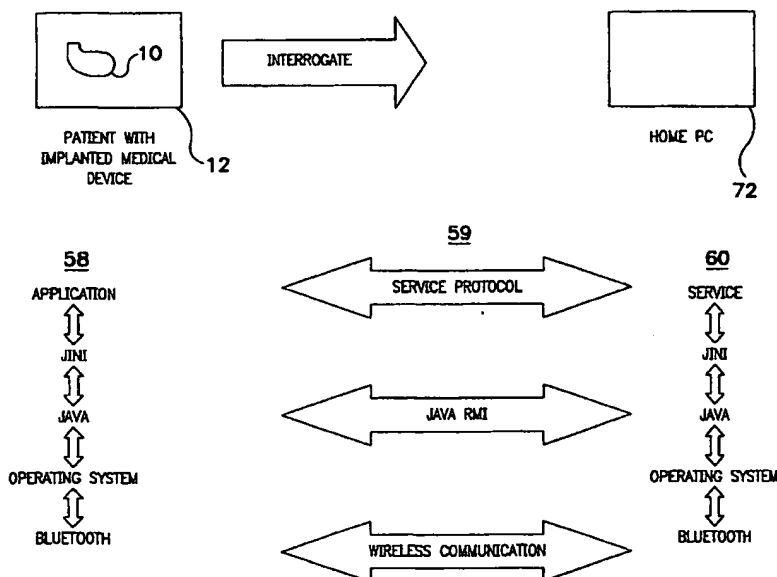 10
INTERROGATE
PATIENT WITH
IMPLANTED MEDICAL
DEVICE
12
HOME PC
72
58
59
60
APPLICATION
SERVICE PROTOCOL
SERVICE
JINI
JINI
JAVA
JAVA RMI
JAVA
OPERATING SYSTEM
OPERATING SYSTEM
BLUETOOTH
WIRELESS COMMUNICATION
BLUETOOTH